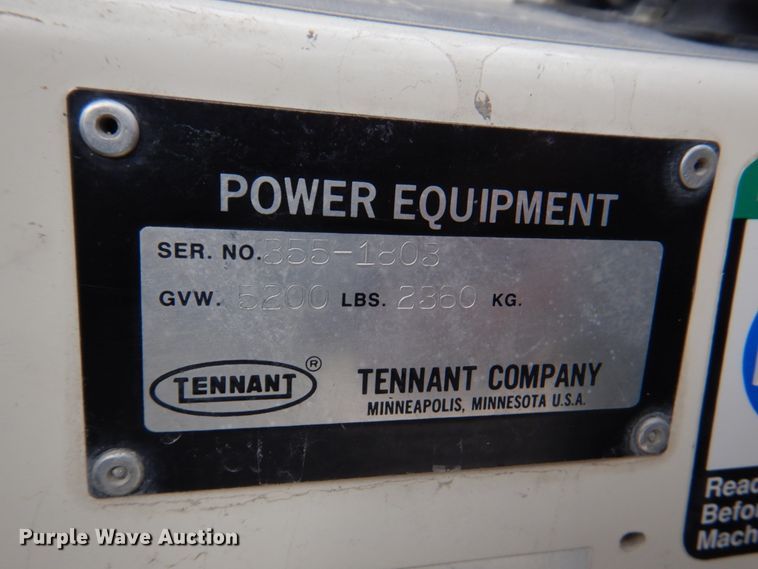 POWER EQUIPMENT
SER. NO. 355-1803
GVW. 5200 LBS. 2360 KG.
TENNANT ®
TENNANT COMPANY
MINNEAPOLIS, MINNESOTA U.S.A.
Read
Befo
Mach
Purple Wave Auction